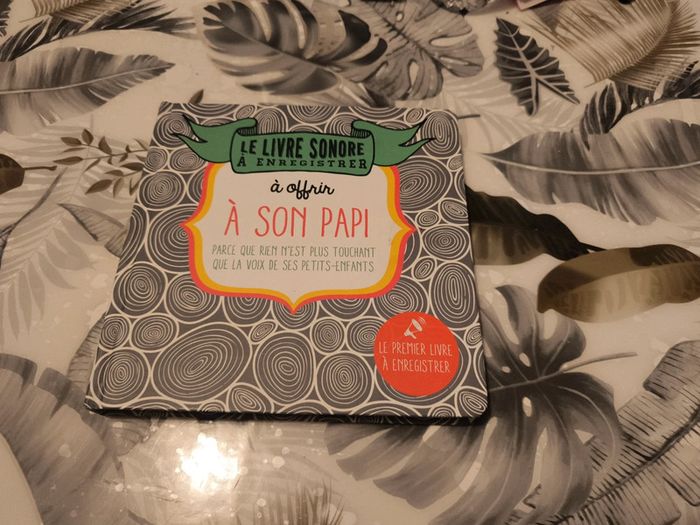 LE LIVRE SONORE
À ENREGISTRER
à offrir
À SON PAPI
PARCE QUE RIEN N'EST PLUS TOUCHANT
QUE LA VOIX DE SES PETITS-ENFANTS
LE PREMIER LIVRE
À ENREGISTRER